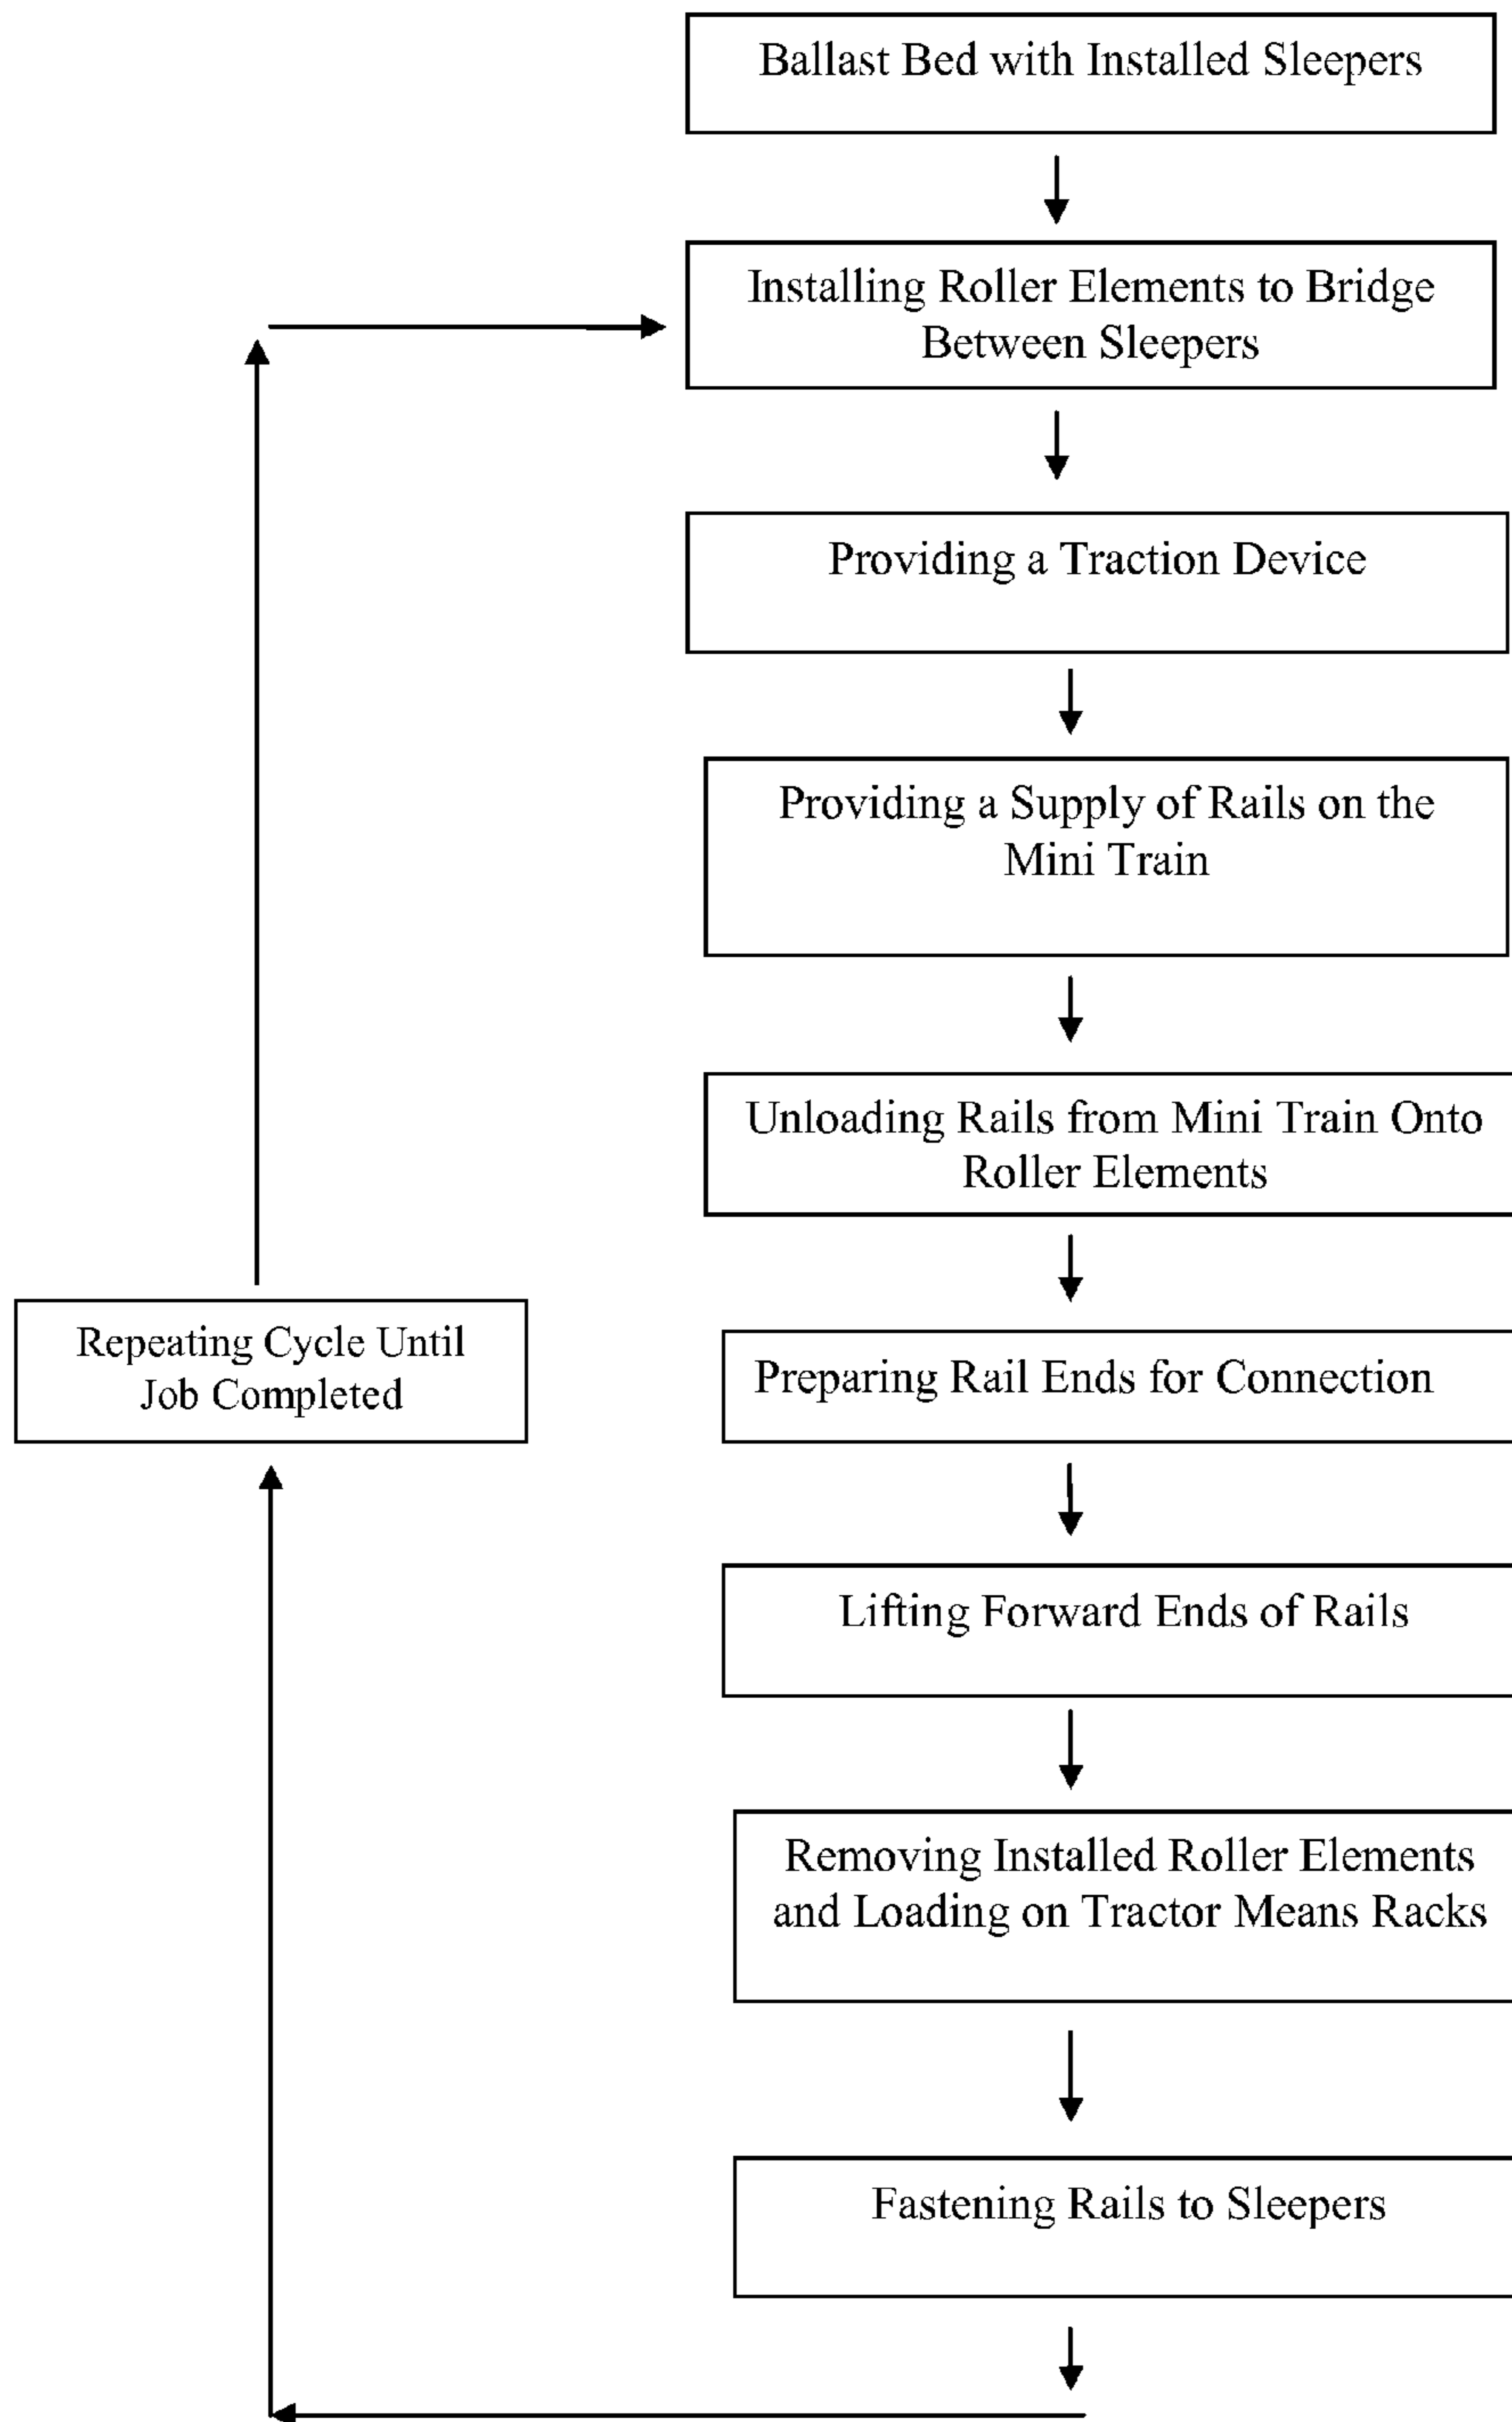 Ballast Bed with Installed Sleepers
Installing Roller Elements to Bridge
Between Sleepers
Providing a Traction Device
Providing a Supply of Rails on the
Mini Train
Unloading Rails from Mini Train Onto
Roller Elements
Repeating Cycle Until
Job Completed
Preparing Rail Ends for Connection
Lifting Forward Ends of Rails
Removing Installed Roller Elements
and Loading on Tractor Means Racks
Fastening Rails to Sleepers